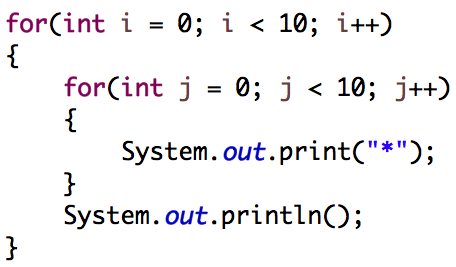 for(int i = 0; i < 10; i++)
{
    for(int j = 0; j < 10; j++)
    {
        System.out.print("*");
    }
    System.out.println();
}